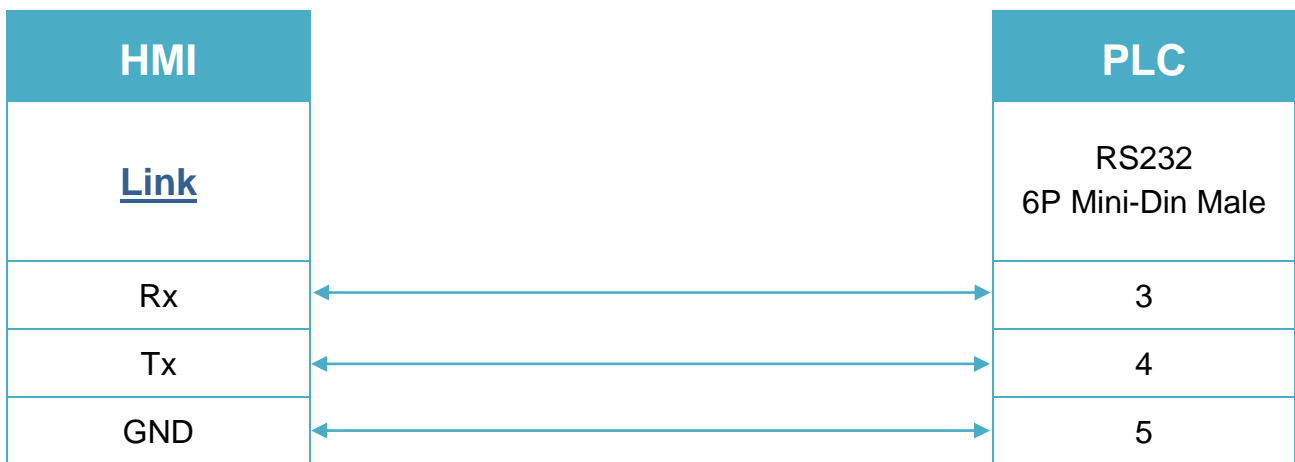 HMI
PLC
Link
RS232
6P Mini-Din Male
Rx
3
Tx
4
GND
5